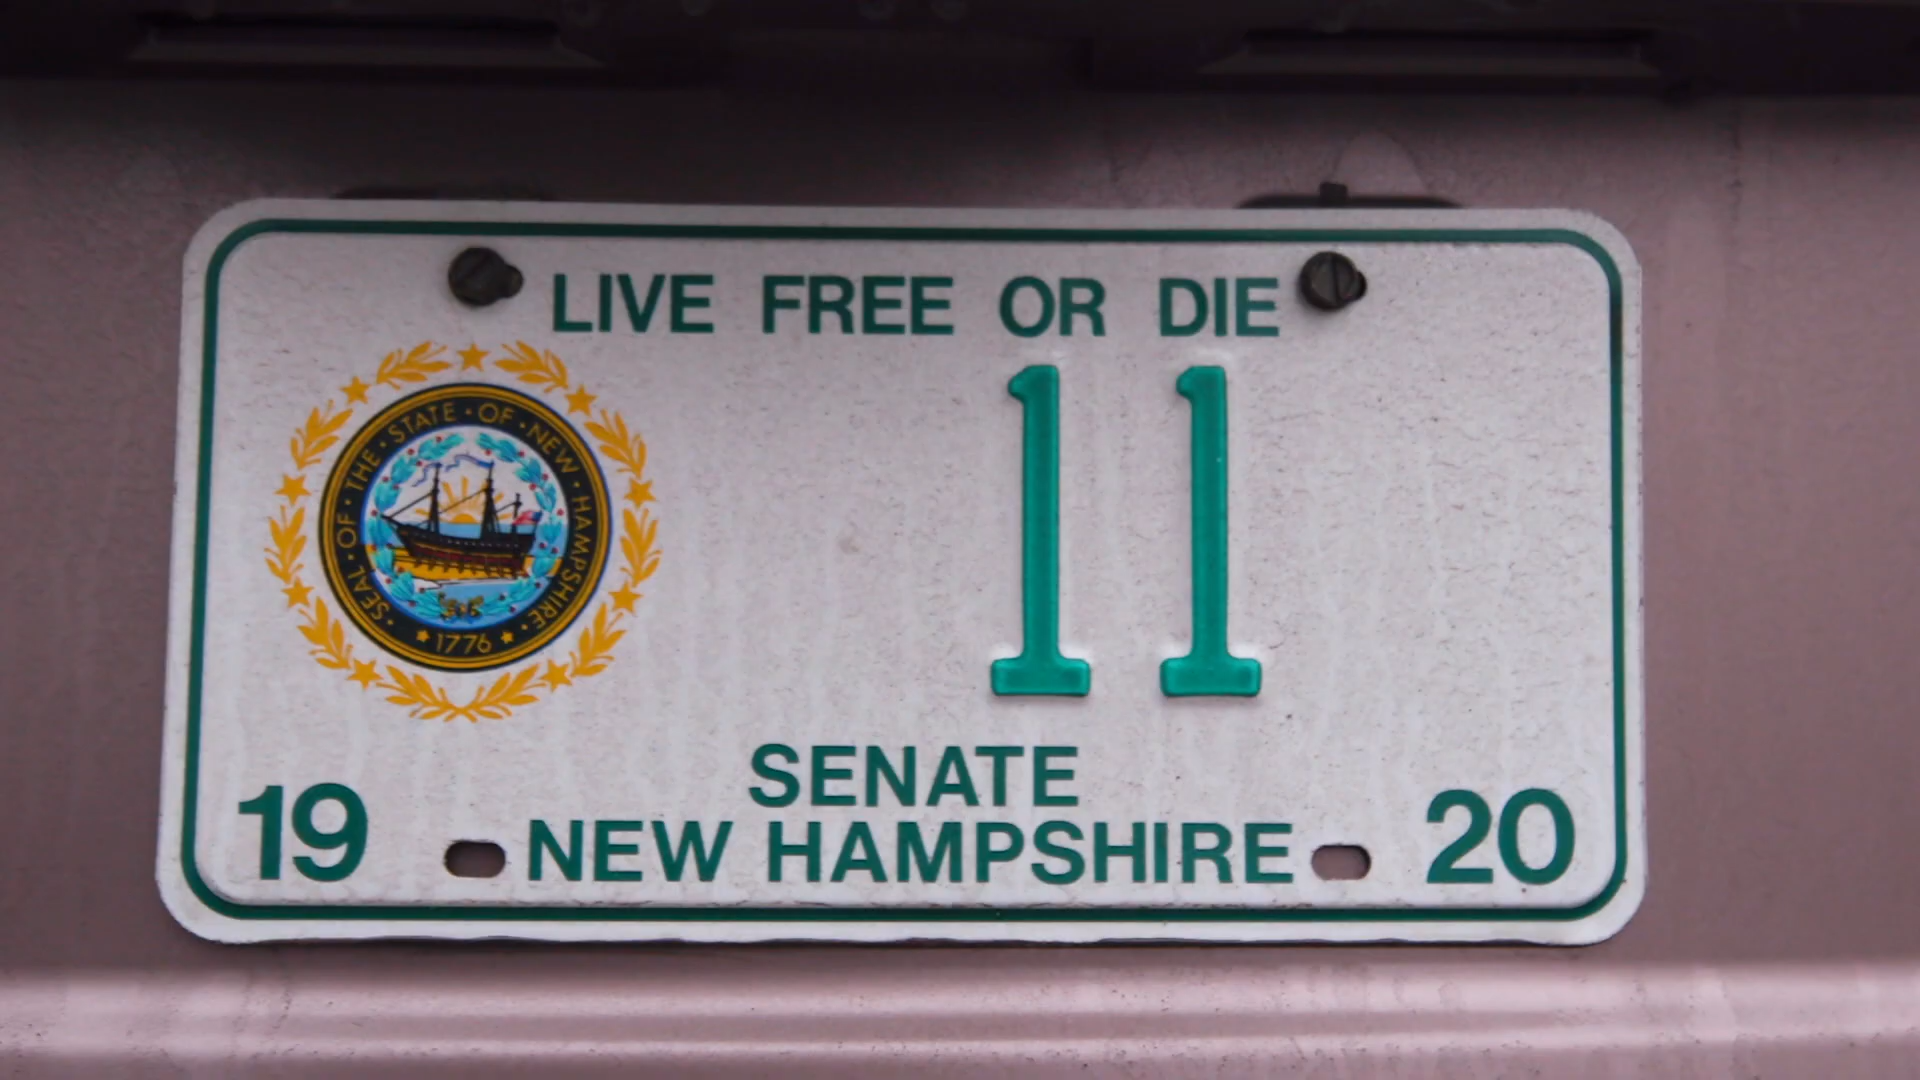 LIVE FREE OR DIE
SEAL · OF · THE · STATE · OF · NEW · HAMPSHIRE ·
★ 1776 ★
11
SENATE
19 NEW HAMPSHIRE 20